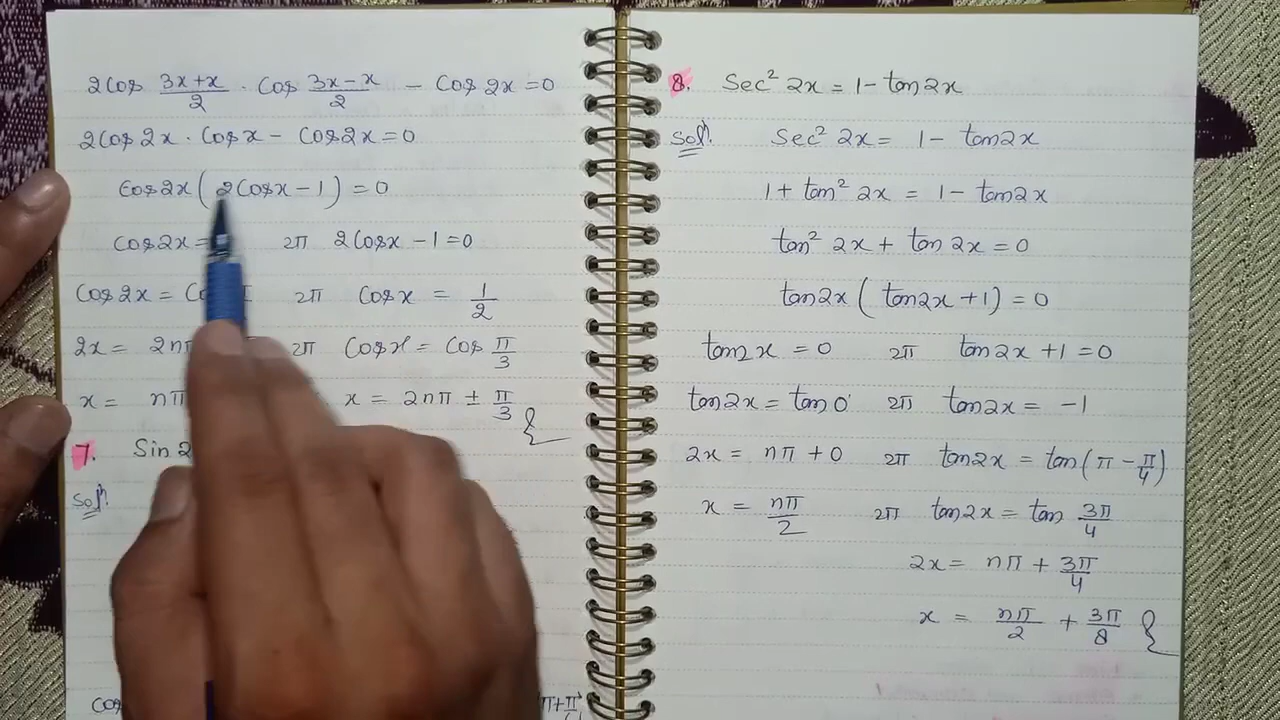 2Cos (3x+x)/2 · Cos (3x−x)/2 − Cos 2x = 0
2Cos 2x · Cos x − Cos 2x = 0
Cos 2x ( 2Cos x − 1 ) = 0
Cos 2x = 2π 2Cos x − 1 = 0
Cos 2x = 2π Cos x = 1/2
2x = 2nπ 2π Cos x = Cos π/3
x = nπ x = 2nπ ± π/3
7. Sin 2
Sol!
Cos
8. Sec² 2x = 1 − tan 2x
Sol! Sec² 2x = 1 − tan 2x
1 + tan² 2x = 1 − tan 2x
tan² 2x + tan 2x = 0
tan 2x ( tan 2x + 1 ) = 0
tan 2x = 0 2π tan 2x + 1 = 0
tan 2x = tan 0 2π tan 2x = −1
2x = nπ + 0 2π tan 2x = tan ( π − π/4 )
x = nπ/2 2π tan 2x = tan 3π/4
2x = nπ + 3π/4
x = nπ/2 + 3π/8